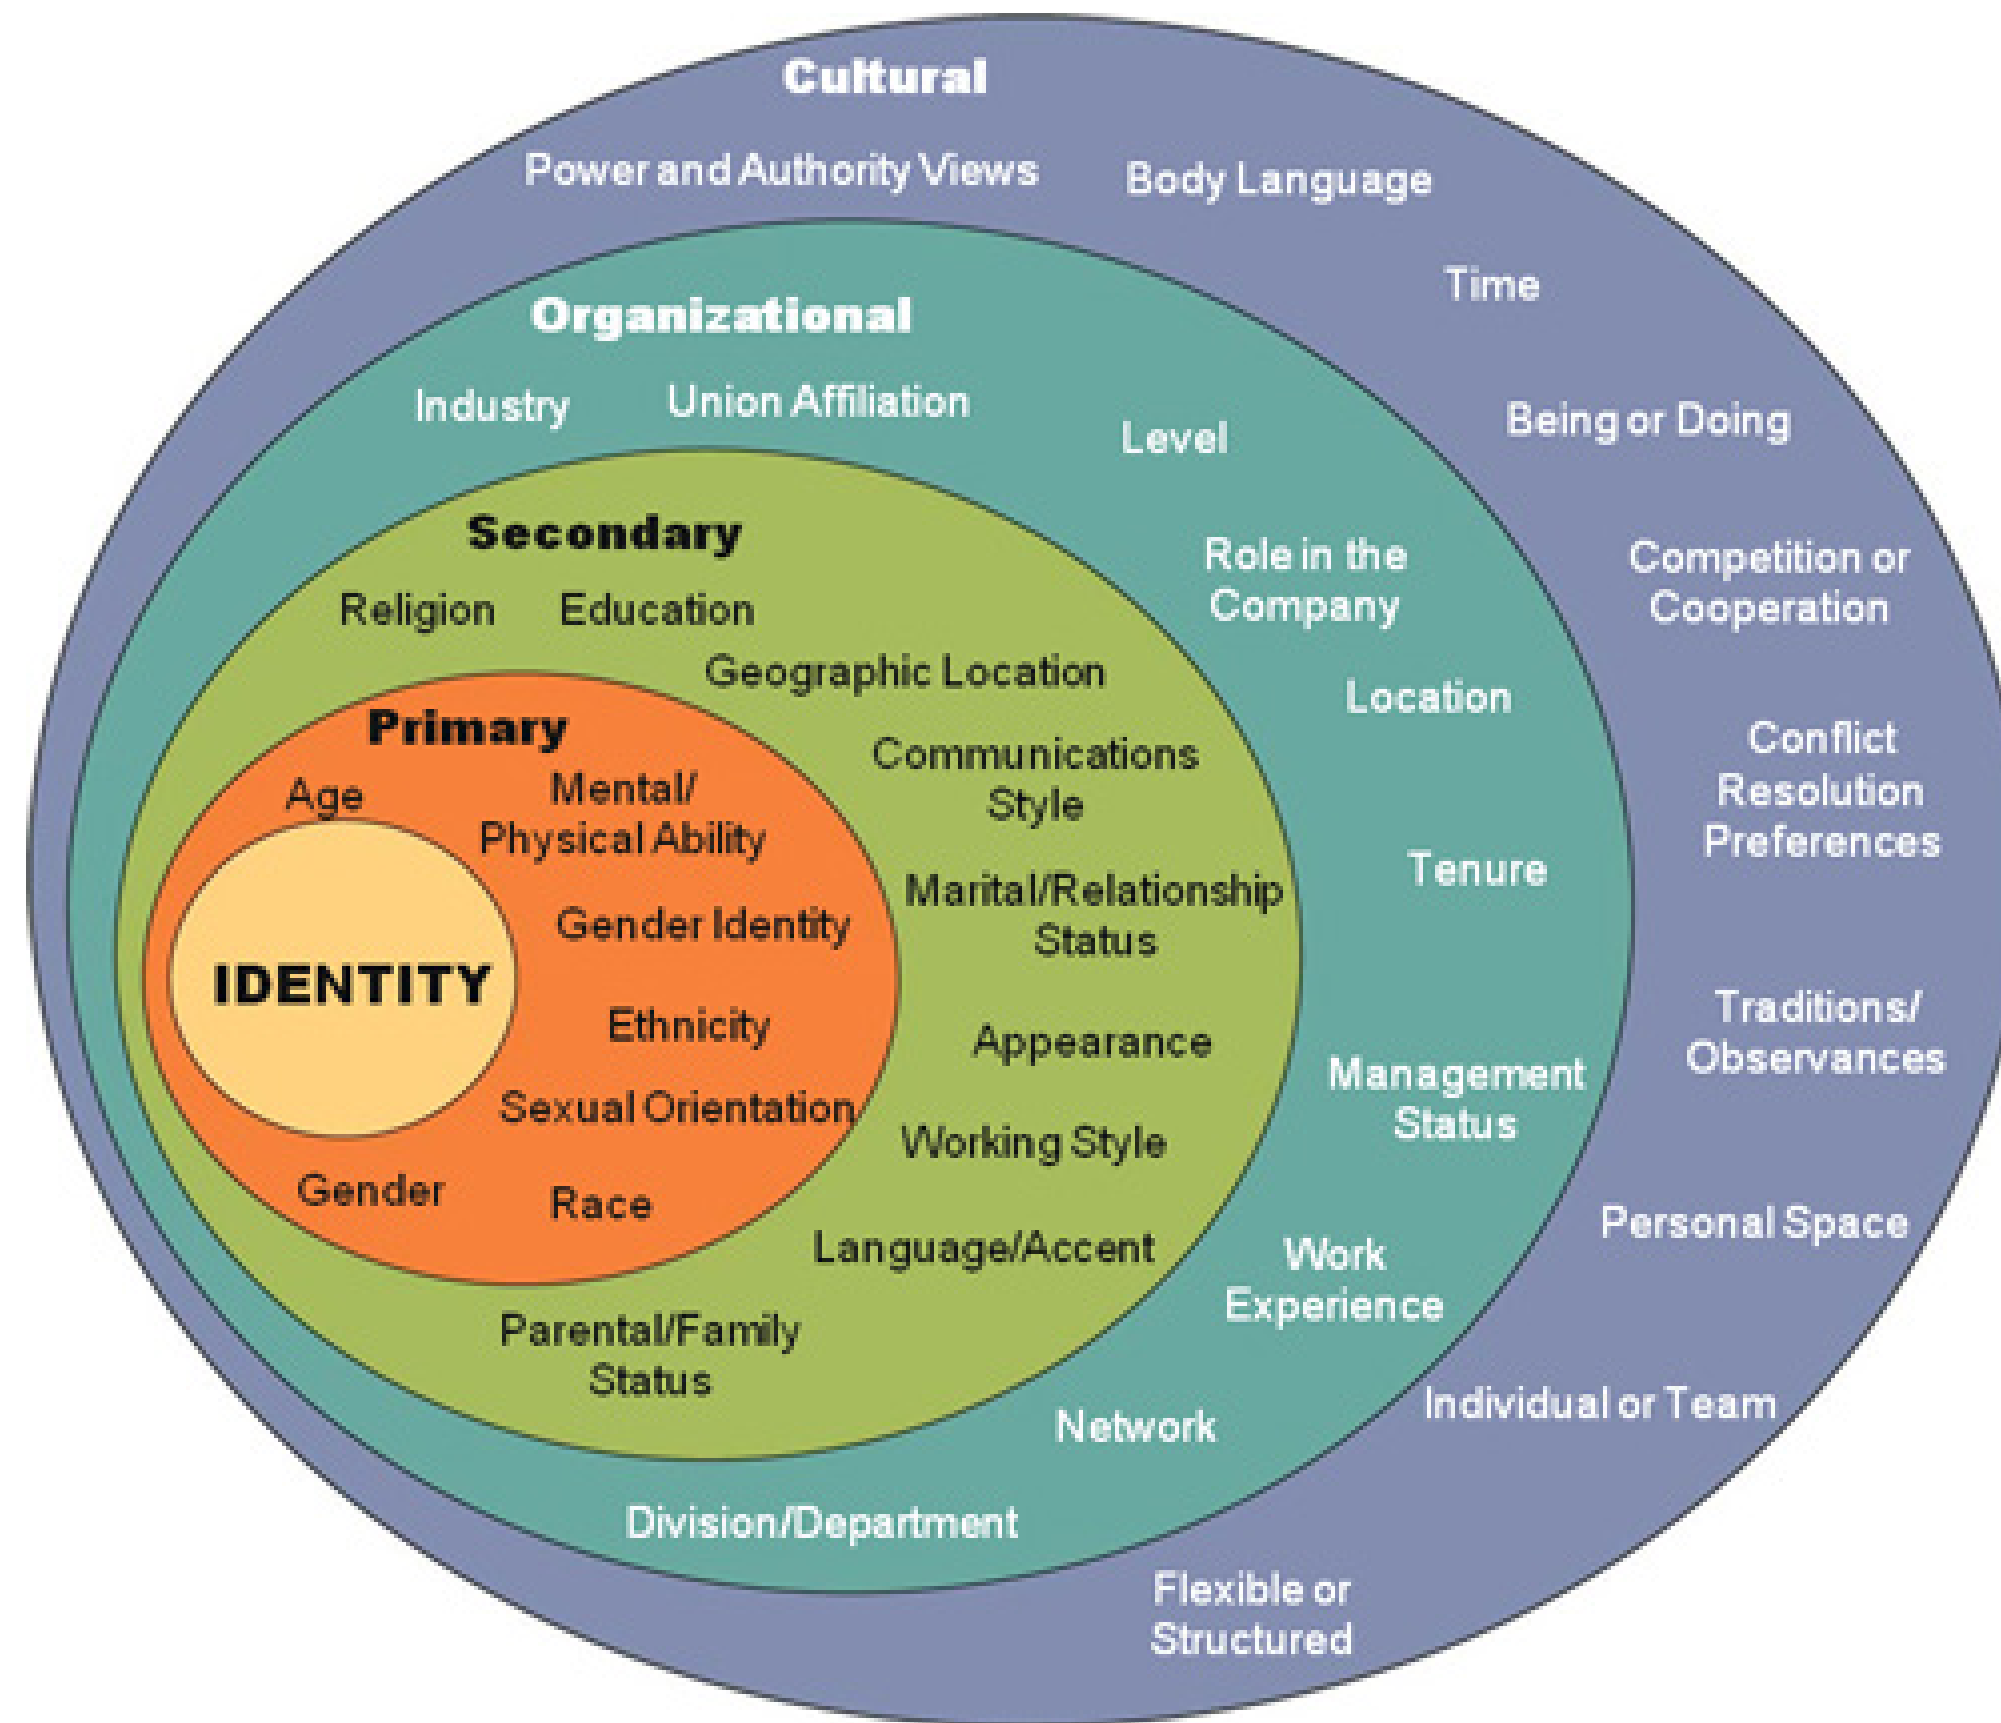 Cultural
Power and Authority Views
Body Language
Time
Being or Doing
Competition or
Cooperation
Conflict
Resolution
Preferences
Traditions/
Observances
Personal Space
Individual or Team
Flexible or
Structured
Organizational
Industry
Union Affiliation
Level
Role in the
Company
Location
Tenure
Management
Status
Work
Experience
Network
Division/Department
Secondary
Religion
Education
Geographic Location
Communications
Style
Marital/Relationship
Status
Appearance
Working Style
Language/Accent
Parental/Family
Status
Primary
Age
Mental/
Physical Ability
Gender Identity
Ethnicity
Sexual Orientation
Race
Gender
IDENTITY